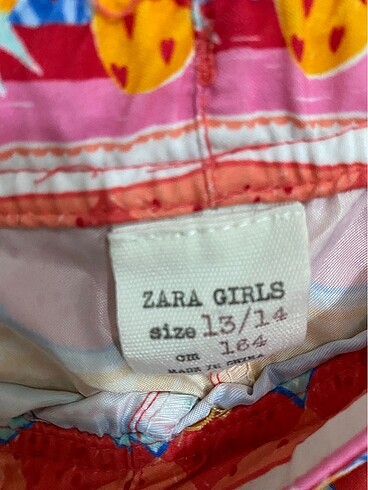 ZARA GIRLS
size 13/14
cm 164
MADE IN CHINA